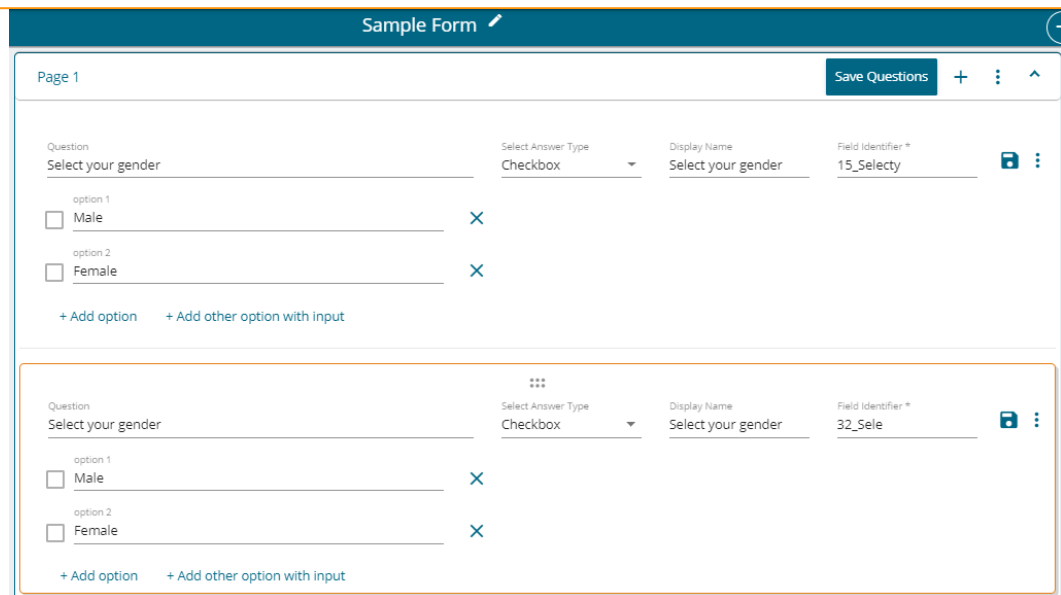 Sample Form
Page 1 Save Questions +
Question Select Answer Type Display Name Field Identifier *
Select your gender Checkbox Select your gender 15_Selecty
option 1
Male
option 2
Female
+ Add option + Add other option with input
Question Select Answer Type Display Name Field Identifier *
Select your gender Checkbox Select your gender 32_Sele
option 1
Male
option 2
Female
+ Add option + Add other option with input